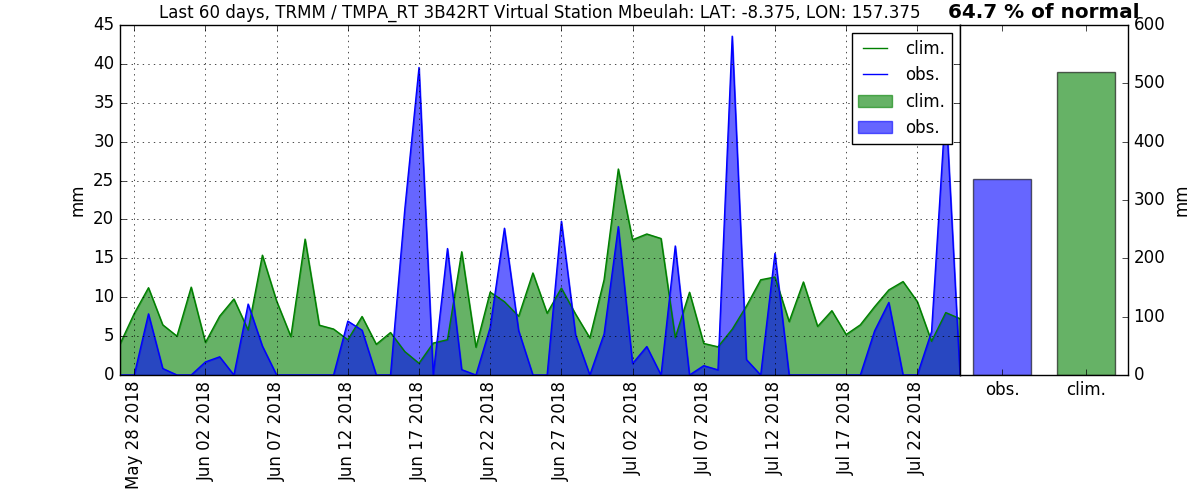 Last 60 days, TRMM / TMPA_RT 3B42RT Virtual Station Mbeulah: LAT: -8.375, LON: 157.375
64.7 % of normal
45
40
35
30
25
20
15
10
5
0
mm
clim.
obs.
clim.
obs.
600
500
400
300
200
100
0
mm
May 28 2018
Jun 02 2018
Jun 07 2018
Jun 12 2018
Jun 17 2018
Jun 22 2018
Jun 27 2018
Jul 02 2018
Jul 07 2018
Jul 12 2018
Jul 17 2018
Jul 22 2018
obs.
clim.